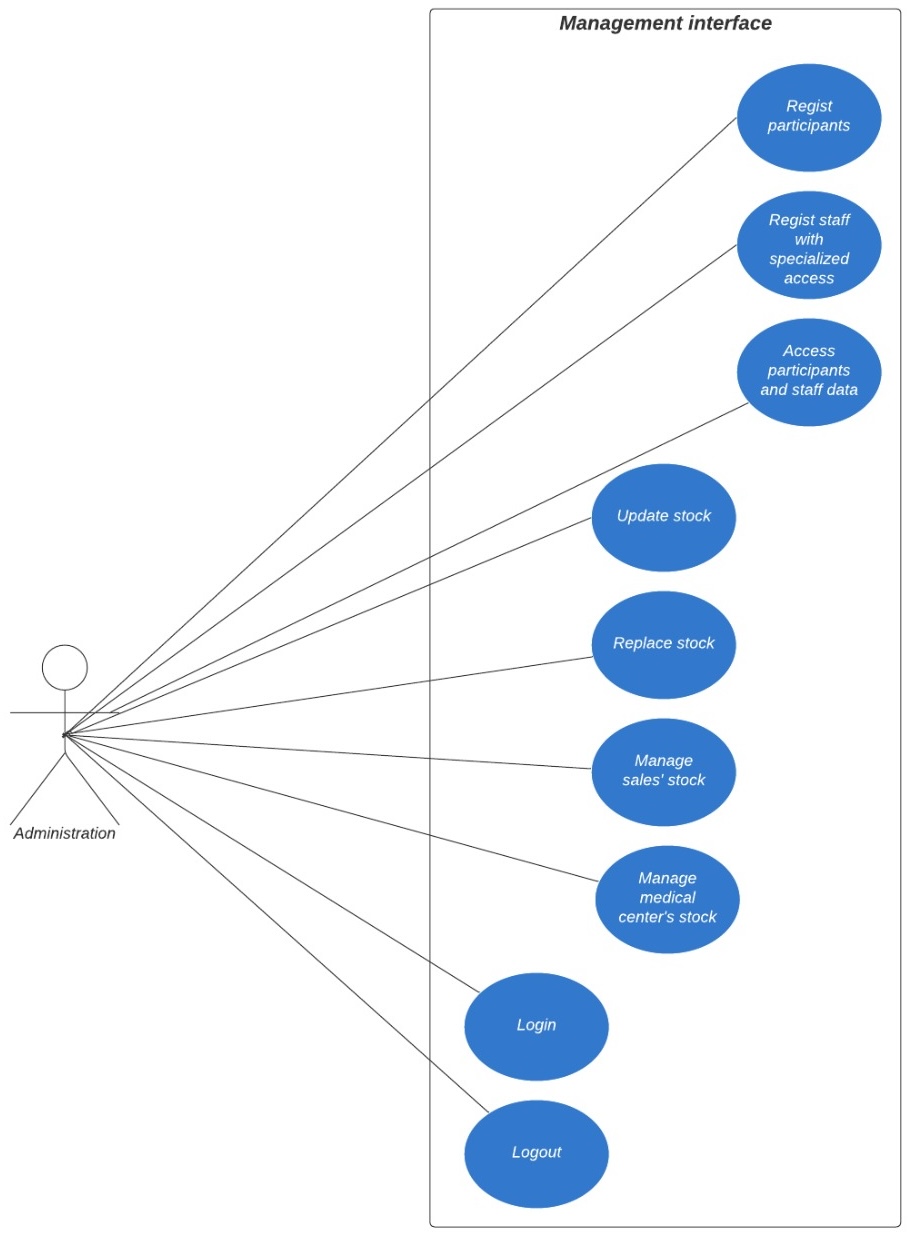 Management interface
Regist
participants
Regist staff
with
specialized
access
Access
participants
and staff data
Update stock
Replace stock
Manage
sales' stock
Manage
medical
center's stock
Login
Logout
Administration